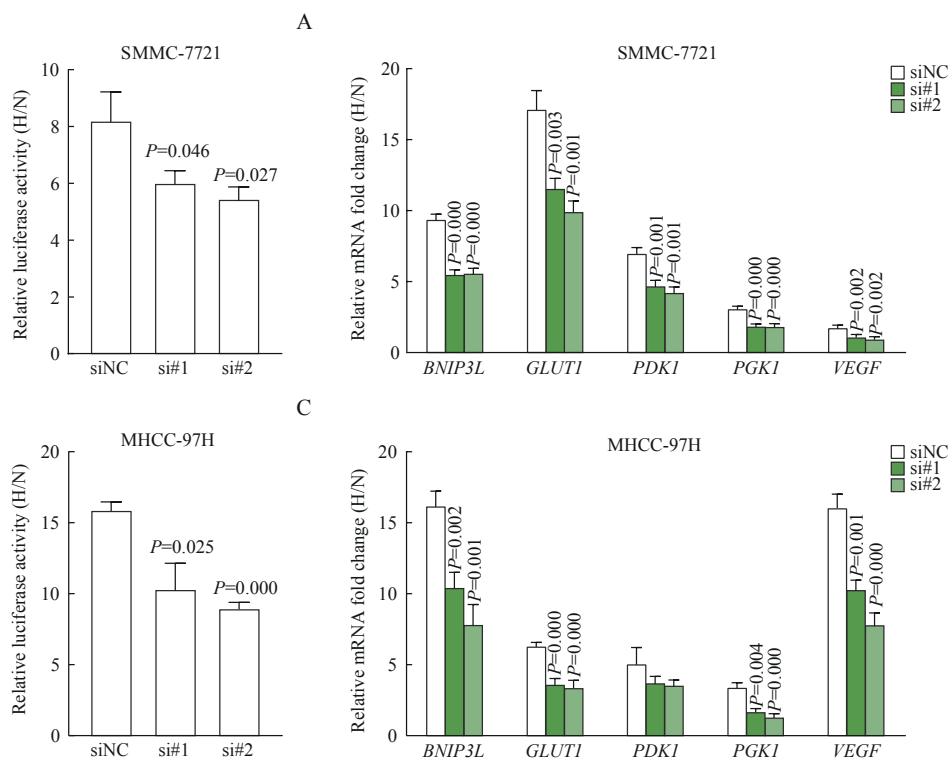 A
SMMC-7721
Relative luciferase activity (H/N)
10
8
6
4
2
0
P=0.046
P=0.027
siNC
si#1
si#2
SMMC-7721
siNC
si#1
si#2
Relative mRNA fold change (H/N)
20
15
10
5
0
P=0.000
P=0.000
P=0.003
P=0.001
P=0.001
P=0.001
P=0.000
P=0.000
P=0.002
P=0.002
BNIP3L
GLUT1
PDK1
PGK1
VEGF
C
MHCC-97H
Relative luciferase activity (H/N)
20
15
10
5
0
P=0.025
P=0.000
siNC
si#1
si#2
MHCC-97H
siNC
si#1
si#2
Relative mRNA fold change (H/N)
20
15
10
5
0
P=0.002
P=0.001
P=0.000
P=0.000
P=0.004
P=0.000
P=0.001
P=0.000
BNIP3L
GLUT1
PDK1
PGK1
VEGF